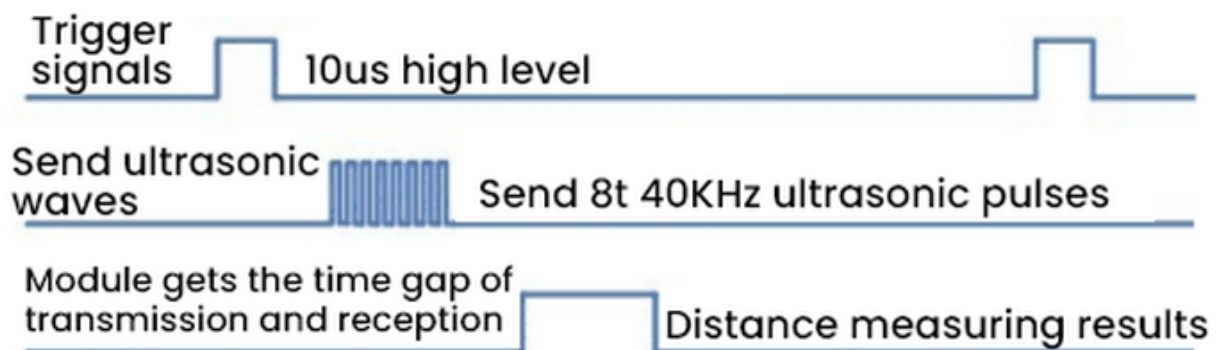 Trigger
signals
10us high level
Send ultrasonic
waves
Send 8t 40KHz ultrasonic pulses
Module gets the time gap of
transmission and reception
Distance measuring results